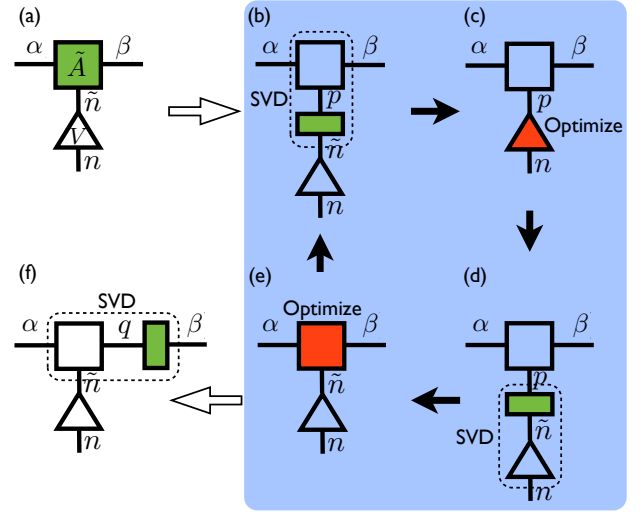 (a)
α β
Ã
ñ
V
n
(b)
α β
SVD
p
ñ
n
(c)
α β
p
Optimize
n
(f)
SVD
α q β
ñ
n
(e)
Optimize
α β
ñ
n
(d)
α β
p
SVD
ñ
n